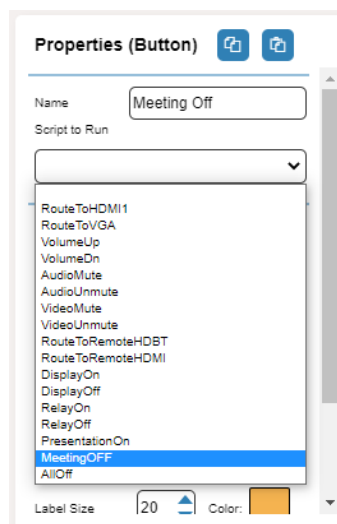 Properties (Button)
Name Meeting Off
Script to Run
RouteToHDMI1
RouteToVGA
VolumeUp
VolumeDn
AudioMute
AudioUnmute
VideoMute
VideoUnmute
RouteToRemoteHDBT
RouteToRemoteHDMI
DisplayOn
DisplayOff
RelayOn
RelayOff
PresentationOn
MeetingOFF
AllOff
Label Size 20 Color: